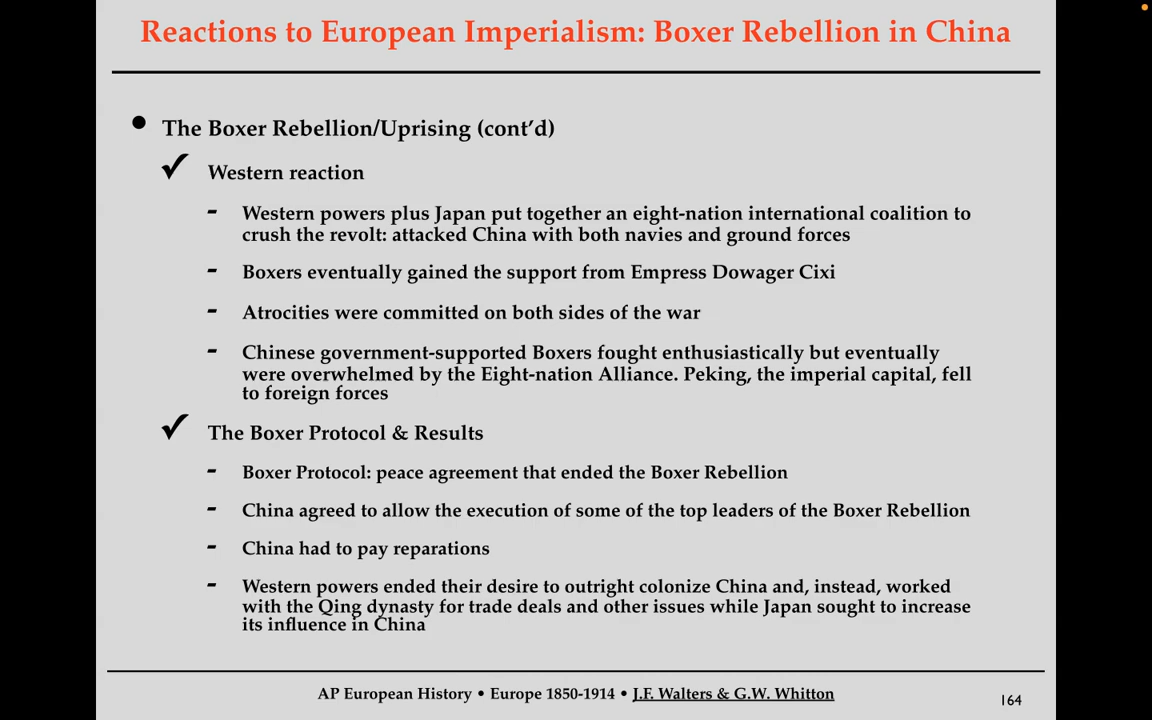 Reactions to European Imperialism: Boxer Rebellion in China
• The Boxer Rebellion/Uprising (cont’d)
✓ Western reaction
- Western powers plus Japan put together an eight-nation international coalition to
crush the revolt: attacked China with both navies and ground forces
- Boxers eventually gained the support from Empress Dowager Cixi
- Atrocities were committed on both sides of the war
- Chinese government-supported Boxers fought enthusiastically but eventually
were overwhelmed by the Eight-nation Alliance. Peking, the imperial capital, fell
to foreign forces
✓ The Boxer Protocol & Results
- Boxer Protocol: peace agreement that ended the Boxer Rebellion
- China agreed to allow the execution of some of the top leaders of the Boxer Rebellion
- China had to pay reparations
- Western powers ended their desire to outright colonize China and, instead, worked
with the Qing dynasty for trade deals and other issues while Japan sought to increase
its influence in China
AP European History • Europe 1850-1914 • J.F. Walters & G.W. Whitton
164